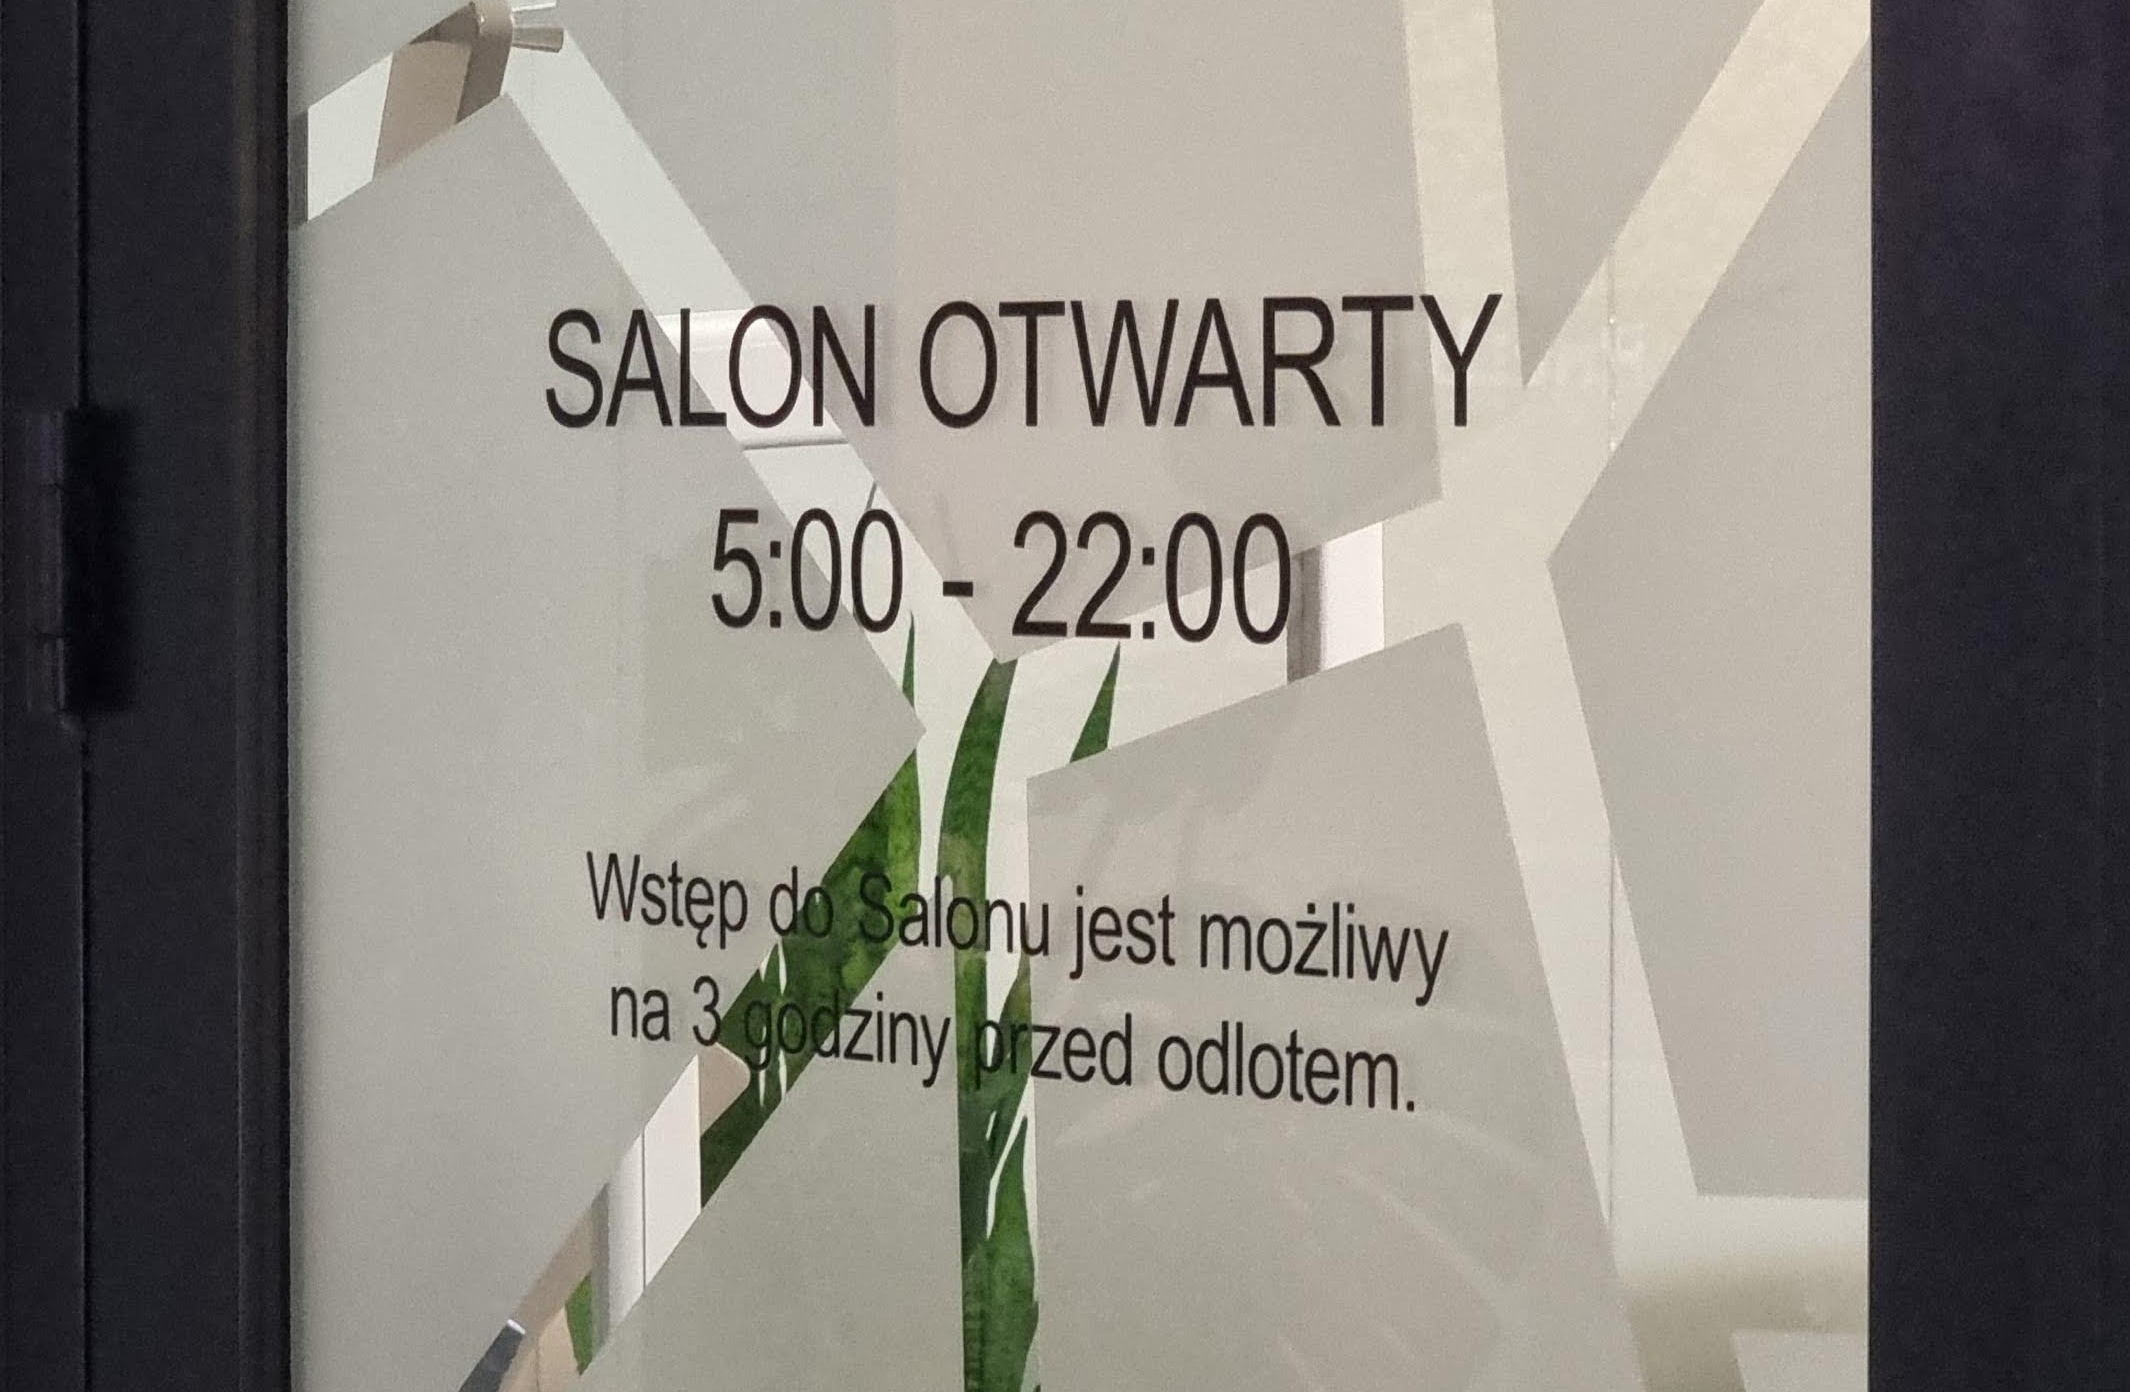 SALON OTWARTY
5:00 - 22:00
Wstęp do Salonu jest możliwy
na 3 godziny przed odlotem.